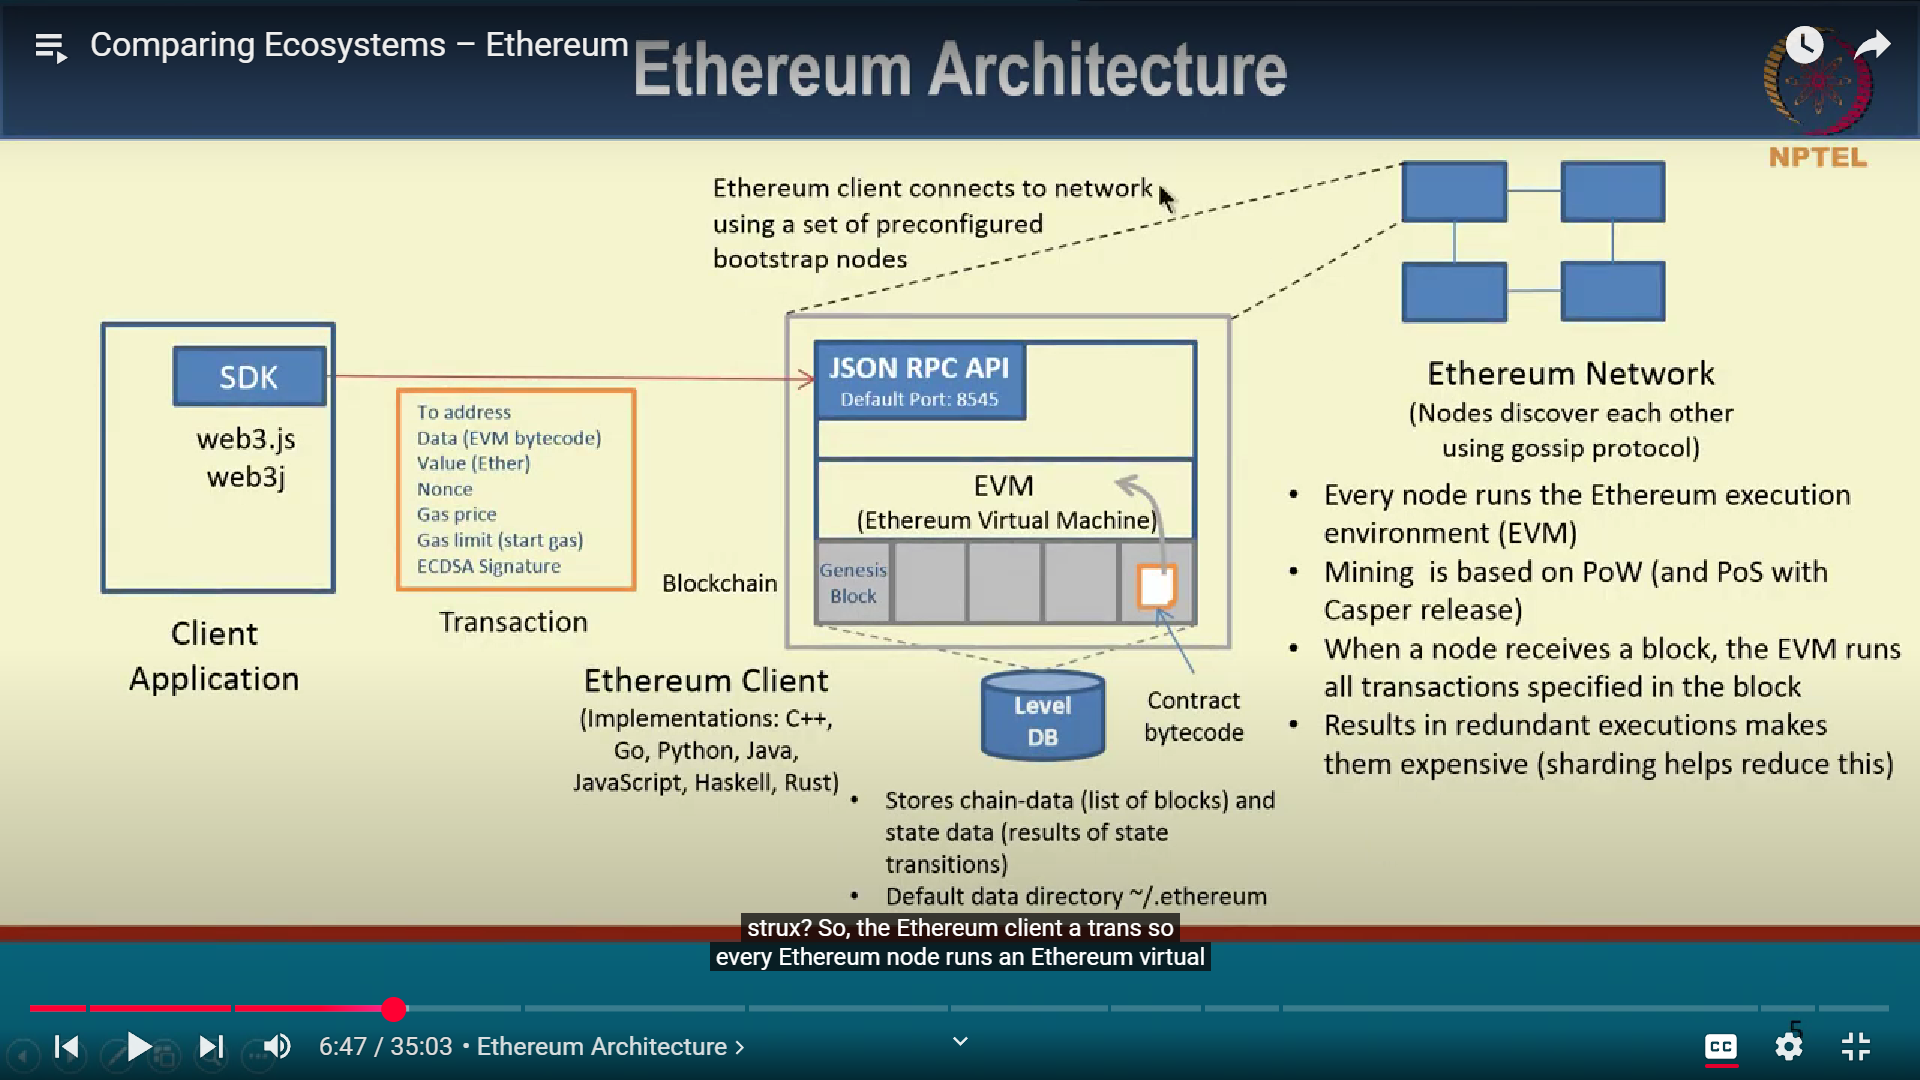 Comparing Ecosystems – Ethereum
Ethereum Architecture
NPTEL
Ethereum client connects to network
using a set of preconfigured
bootstrap nodes
SDK
web3.js
web3j
Client
Application
To address
Data (EVM bytecode)
Value (Ether)
Nonce
Gas price
Gas limit (start gas)
ECDSA Signature
Transaction
JSON RPC API
Default Port: 8545
EVM
(Ethereum Virtual Machine)
Blockchain
Genesis
Block
Ethereum Client
(Implementations: C++,
Go, Python, Java,
JavaScript, Haskell, Rust)
Level
DB
Contract
bytecode
• Stores chain-data (list of blocks) and
state data (results of state
transitions)
• Default data directory ~/.ethereum
Ethereum Network
(Nodes discover each other
using gossip protocol)
• Every node runs the Ethereum execution
environment (EVM)
• Mining is based on PoW (and PoS with
Casper release)
• When a node receives a block, the EVM runs
all transactions specified in the block
• Results in redundant executions makes
them expensive (sharding helps reduce this)
strux? So, the Ethereum client a trans so
every Ethereum node runs an Ethereum virtual
5
6:47 / 35:03 • Ethereum Architecture >
CC